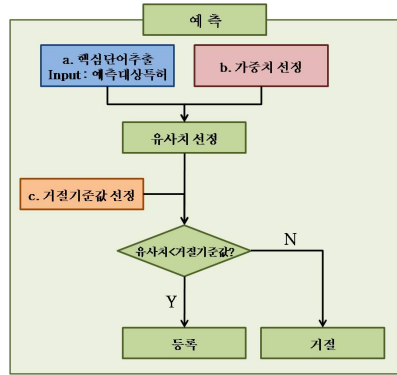 예 측
a. 핵심단어추출
Input : 예측대상특허
b. 가중치 선정
유사치 선정
c. 거절기준값 선정
유사치<거절기준값?
N
Y
등록
거절